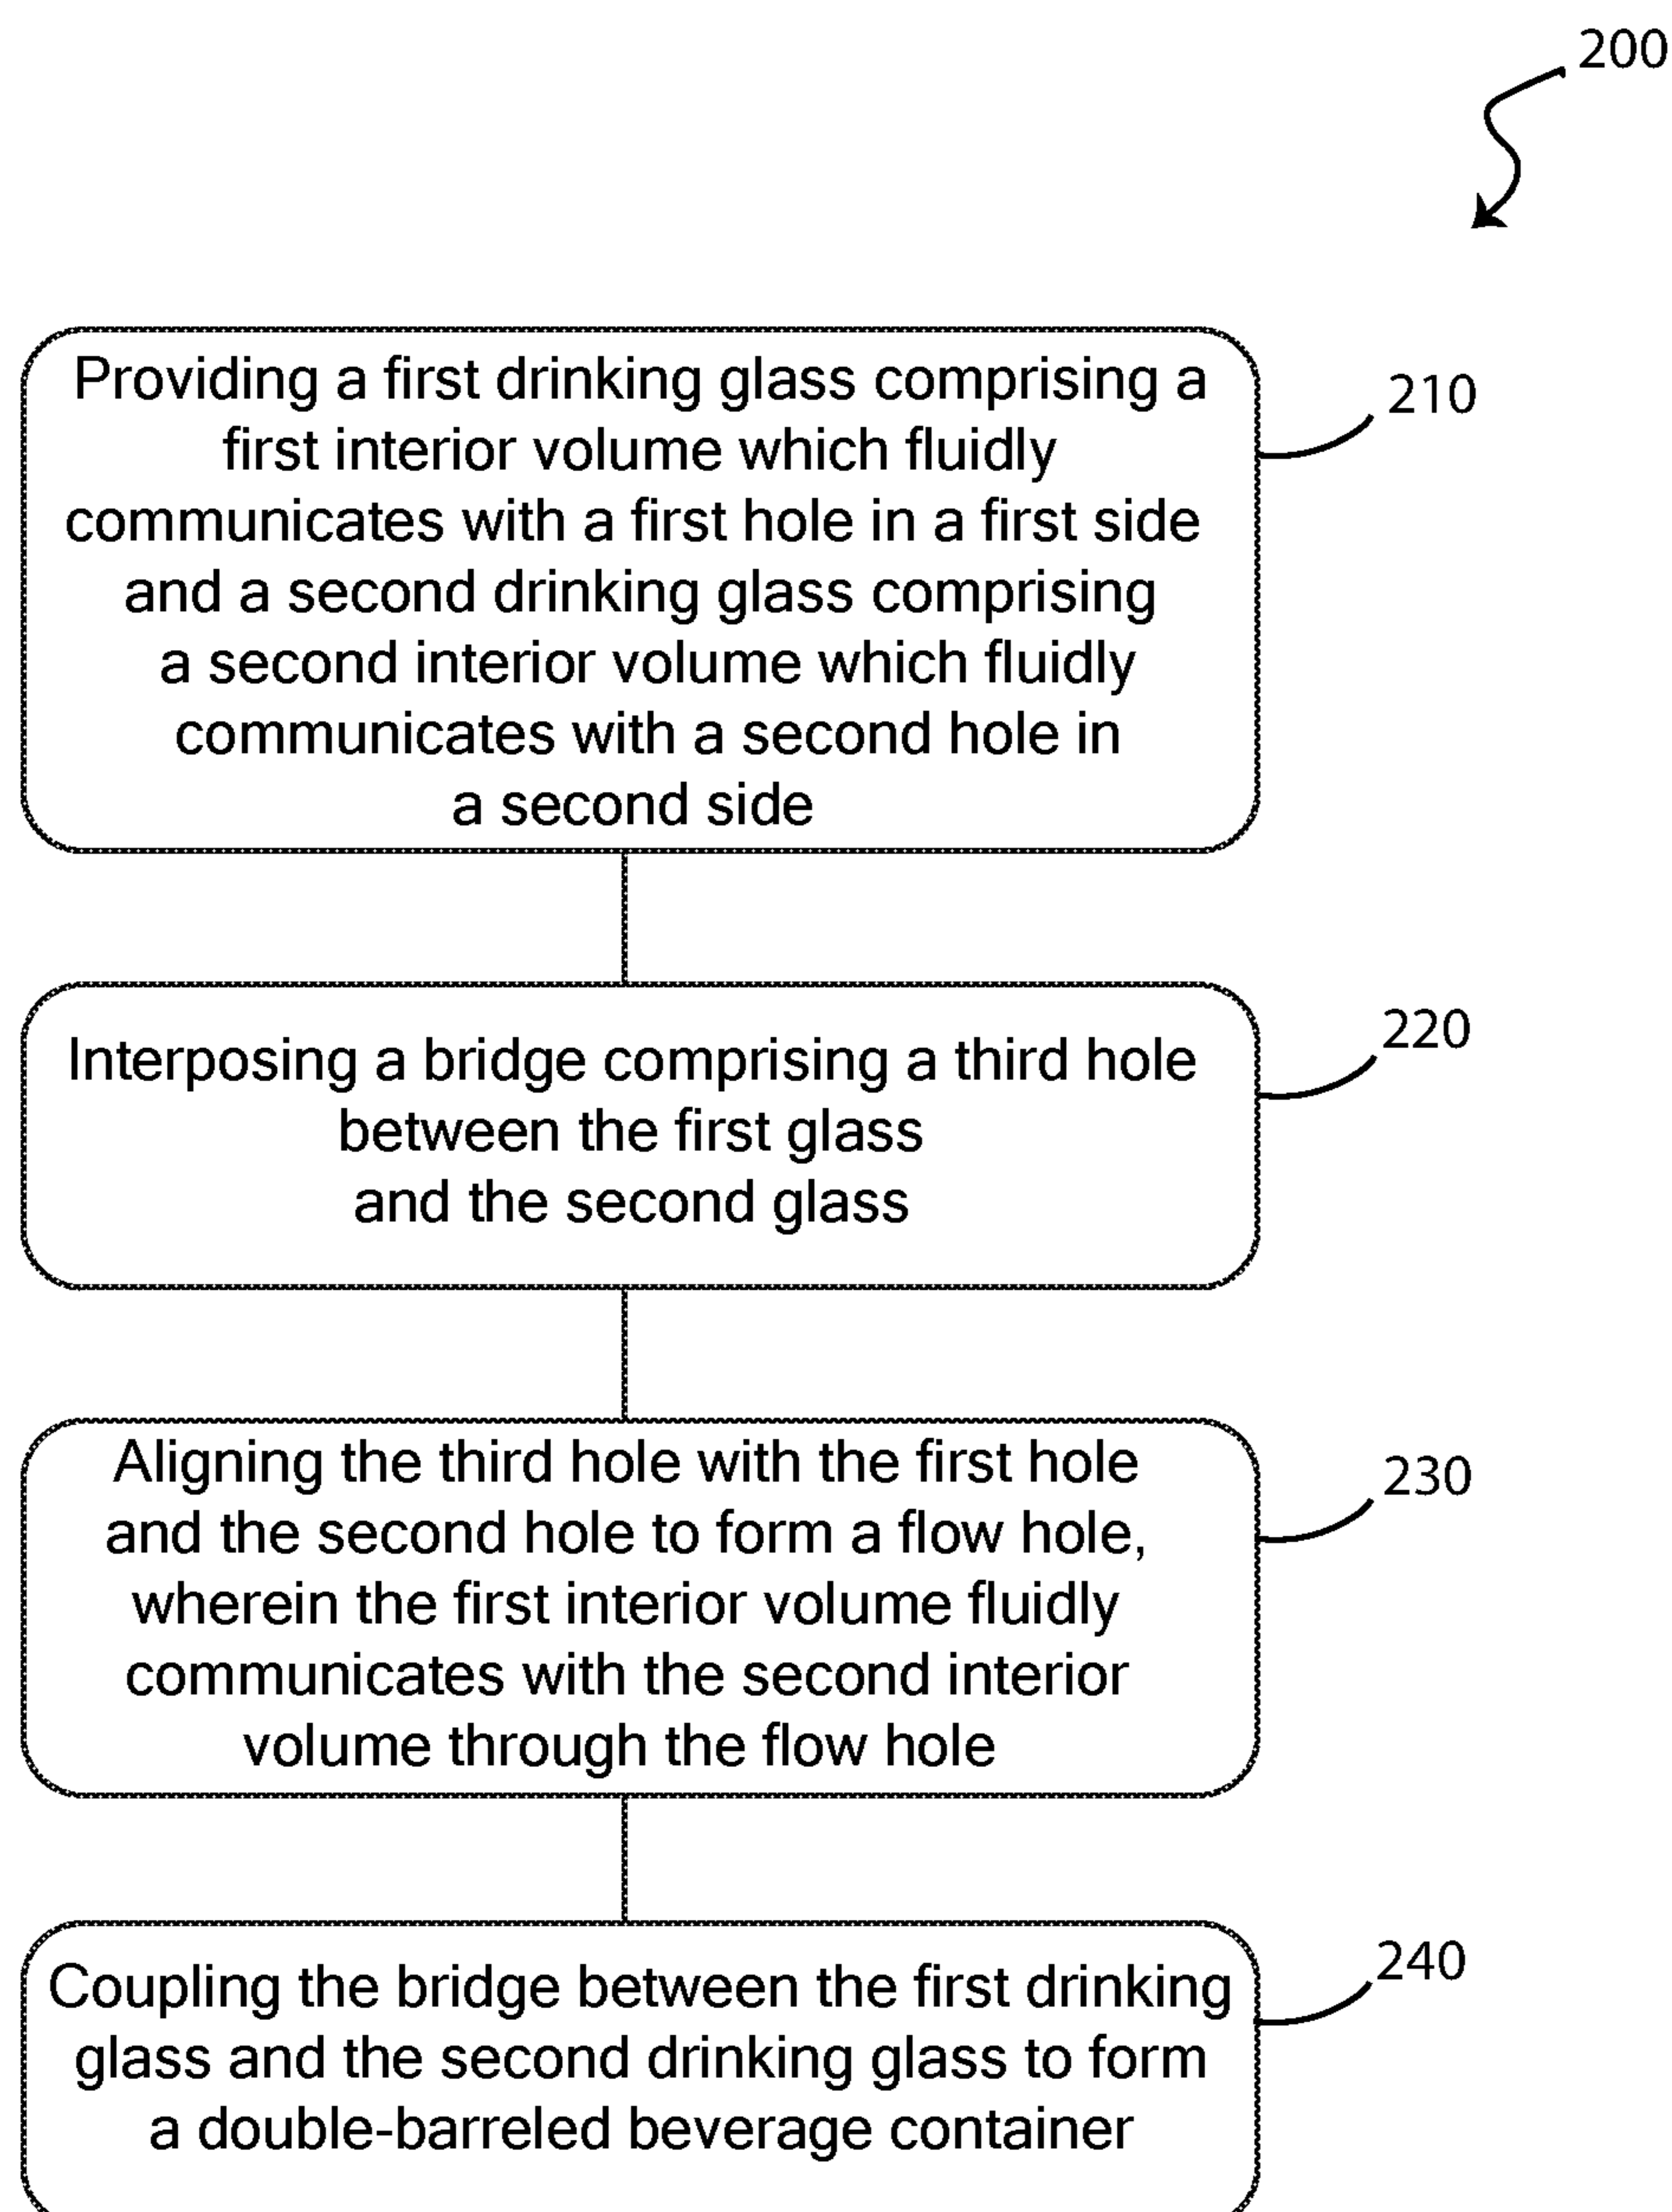 200
Providing a first drinking glass comprising a
210
first interior volume which fluidly
communicates with a first hole in a first side
and a second drinking glass comprising
a second interior volume which fluidly
communicates with a second hole in
a second side
Interposing a bridge comprising a third hole
220
between the first glass
and the second glass
Aligning the third hole with the first hole
230
and the second hole to form a flow hole,
wherein the first interior volume fluidly
communicates with the second interior
volume through the flow hole
Coupling the bridge between the first drinking
240
glass and the second drinking glass to form
a double-barreled beverage container